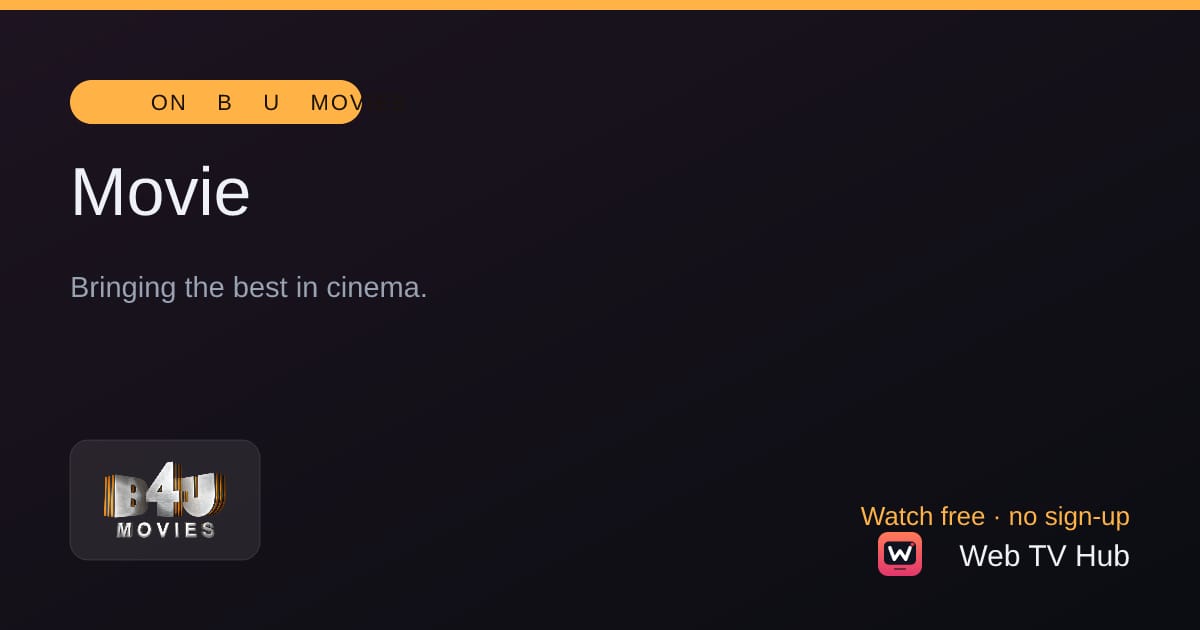 ON B U MOV
Movie
Bringing the best in cinema.
B4U
MOVIES
Watch free · no sign-up
W
Web TV Hub